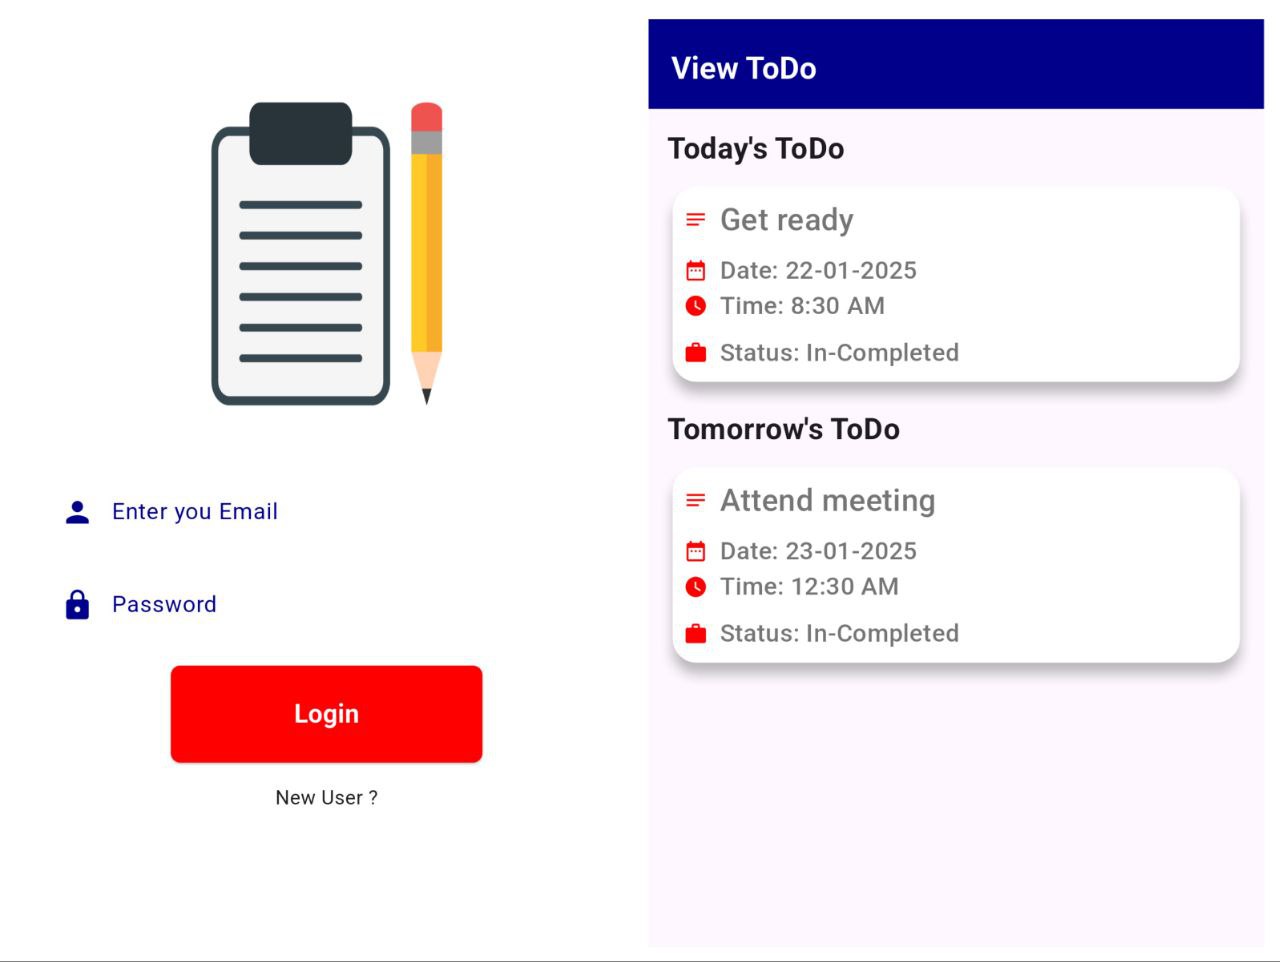 Enter you Email
Password
Login
New User ?
View ToDo
Today's ToDo
Get ready
Date: 22-01-2025
Time: 8:30 AM
Status: In-Completed
Tomorrow's ToDo
Attend meeting
Date: 23-01-2025
Time: 12:30 AM
Status: In-Completed